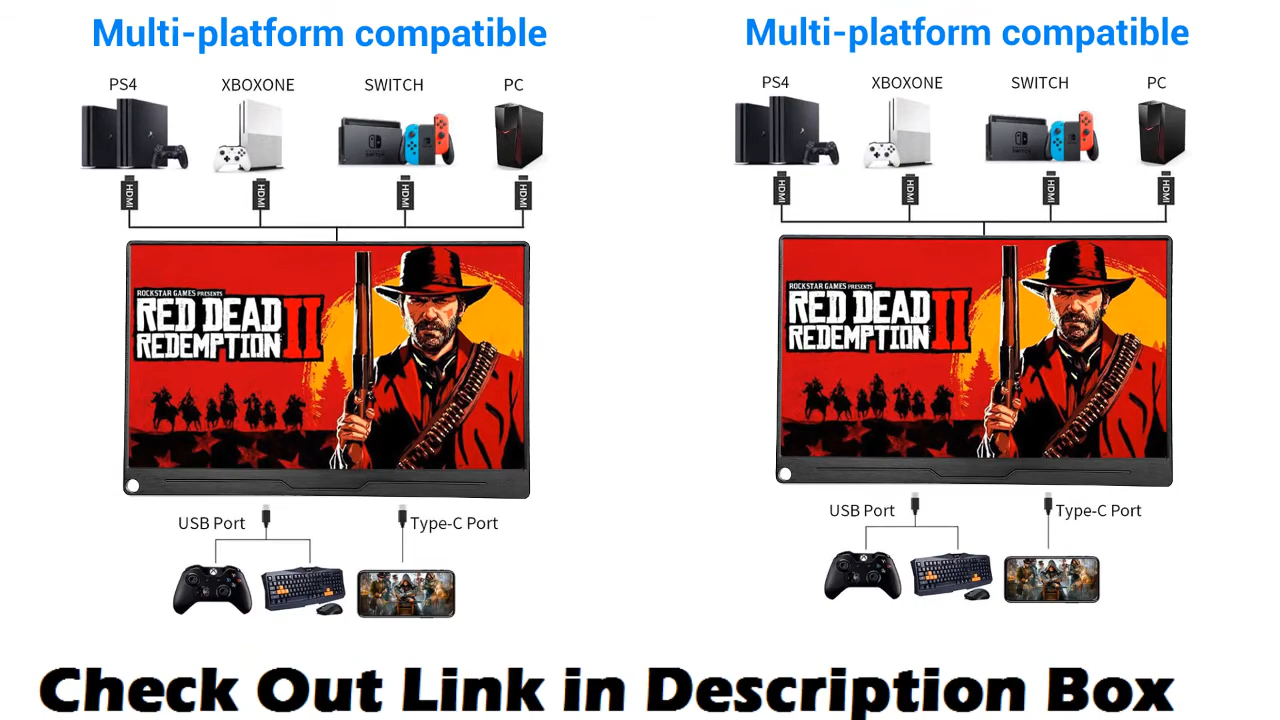 Multi-platform compatible
PS4 XBOXONE SWITCH PC
HDMI HDMI HDMI HDMI
ROCKSTAR GAMES PRESENTS
RED DEAD
REDEMPTION II
USB Port Type-C Port
Multi-platform compatible
PS4 XBOXONE SWITCH PC
HDMI HDMI HDMI HDMI
ROCKSTAR GAMES PRESENTS
RED DEAD
REDEMPTION II
USB Port Type-C Port
Check Out Link in Description Box